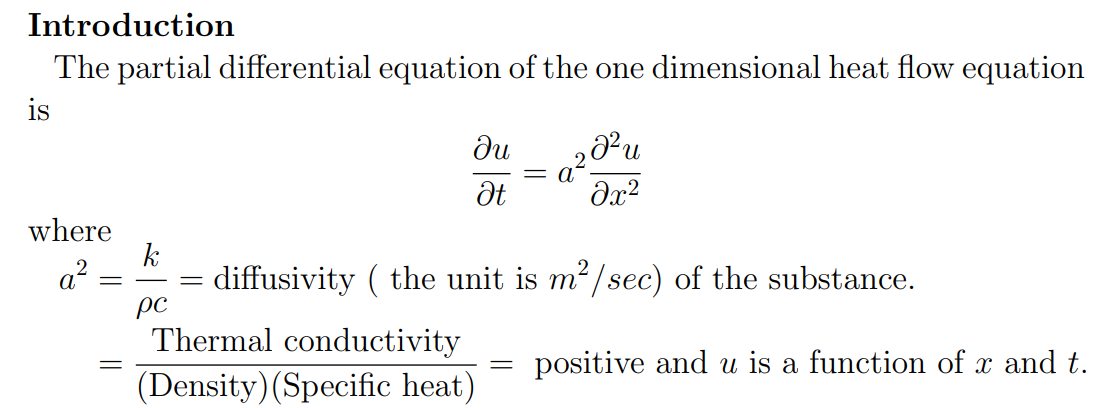 Introduction
The partial differential equation of the one dimensional heat flow equation
is
∂u/∂t = a² ∂²u/∂x²
where
a² = k/ρc = diffusivity ( the unit is m²/sec) of the substance.
= Thermal conductivity/(Density)(Specific heat) = positive and u is a function of x and t.